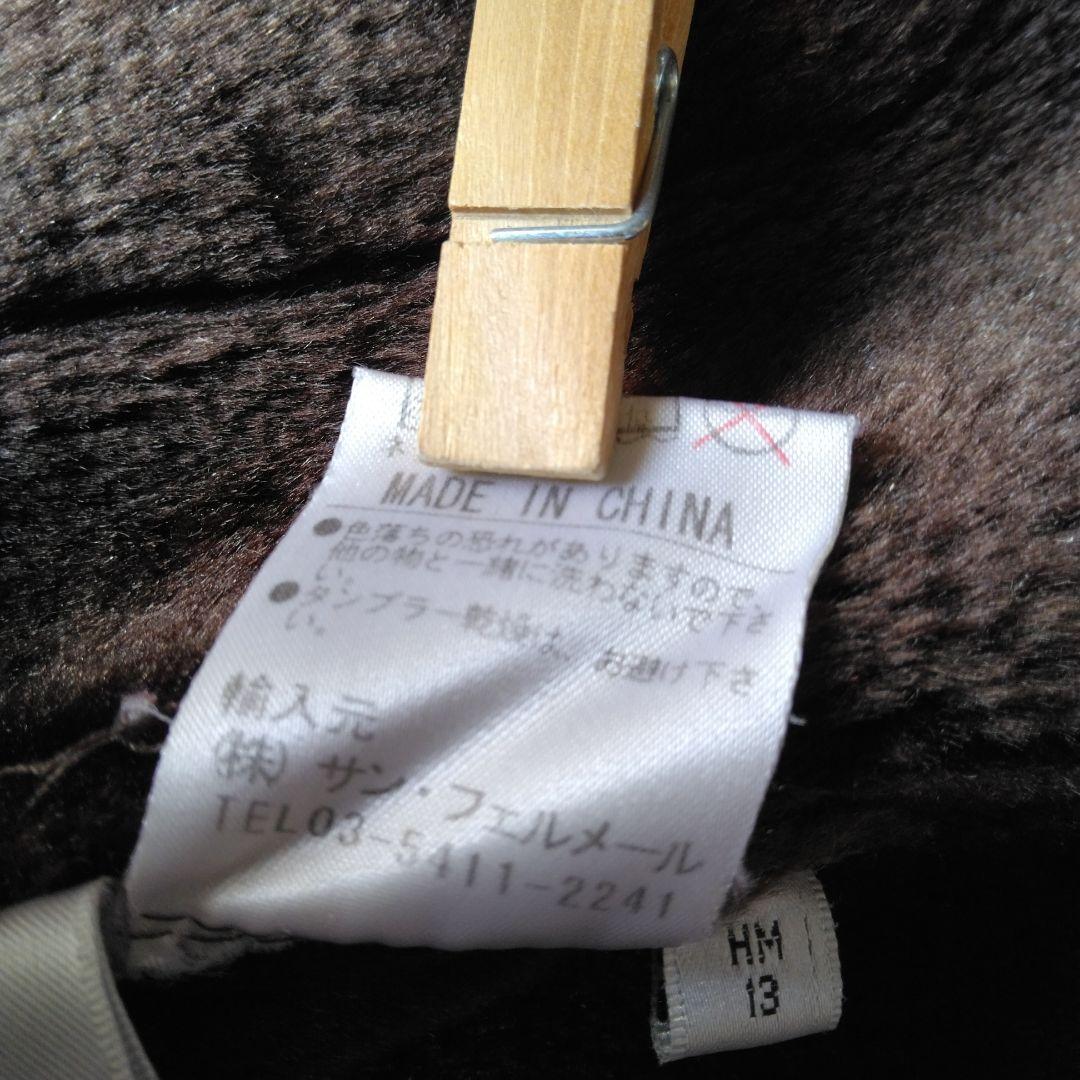 MADE IN CHINA
●色落ちの恐れがありますので
他の物と一緒に洗わないで下さ
い。
●タンブラー乾燥は、お避け下さ
い。
輸入元
(株)サン・フェルメール
TEL03-5411-2241
HM
13